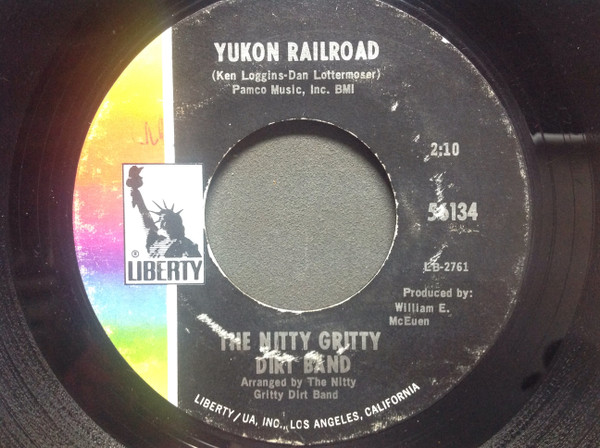 YUKON RAILROAD
(Ken Loggins-Dan Lottermoser)
Pamco Music, Inc. BMI
2:10
56134
LB-2761
Produced by:
William E.
McEuen
® LIBERTY
THE NITTY GRITTY
DIRT BAND
Arranged by The Nitty
Gritty Dirt Band
LIBERTY/UA, INC., LOS ANGELES, CALIFORNIA